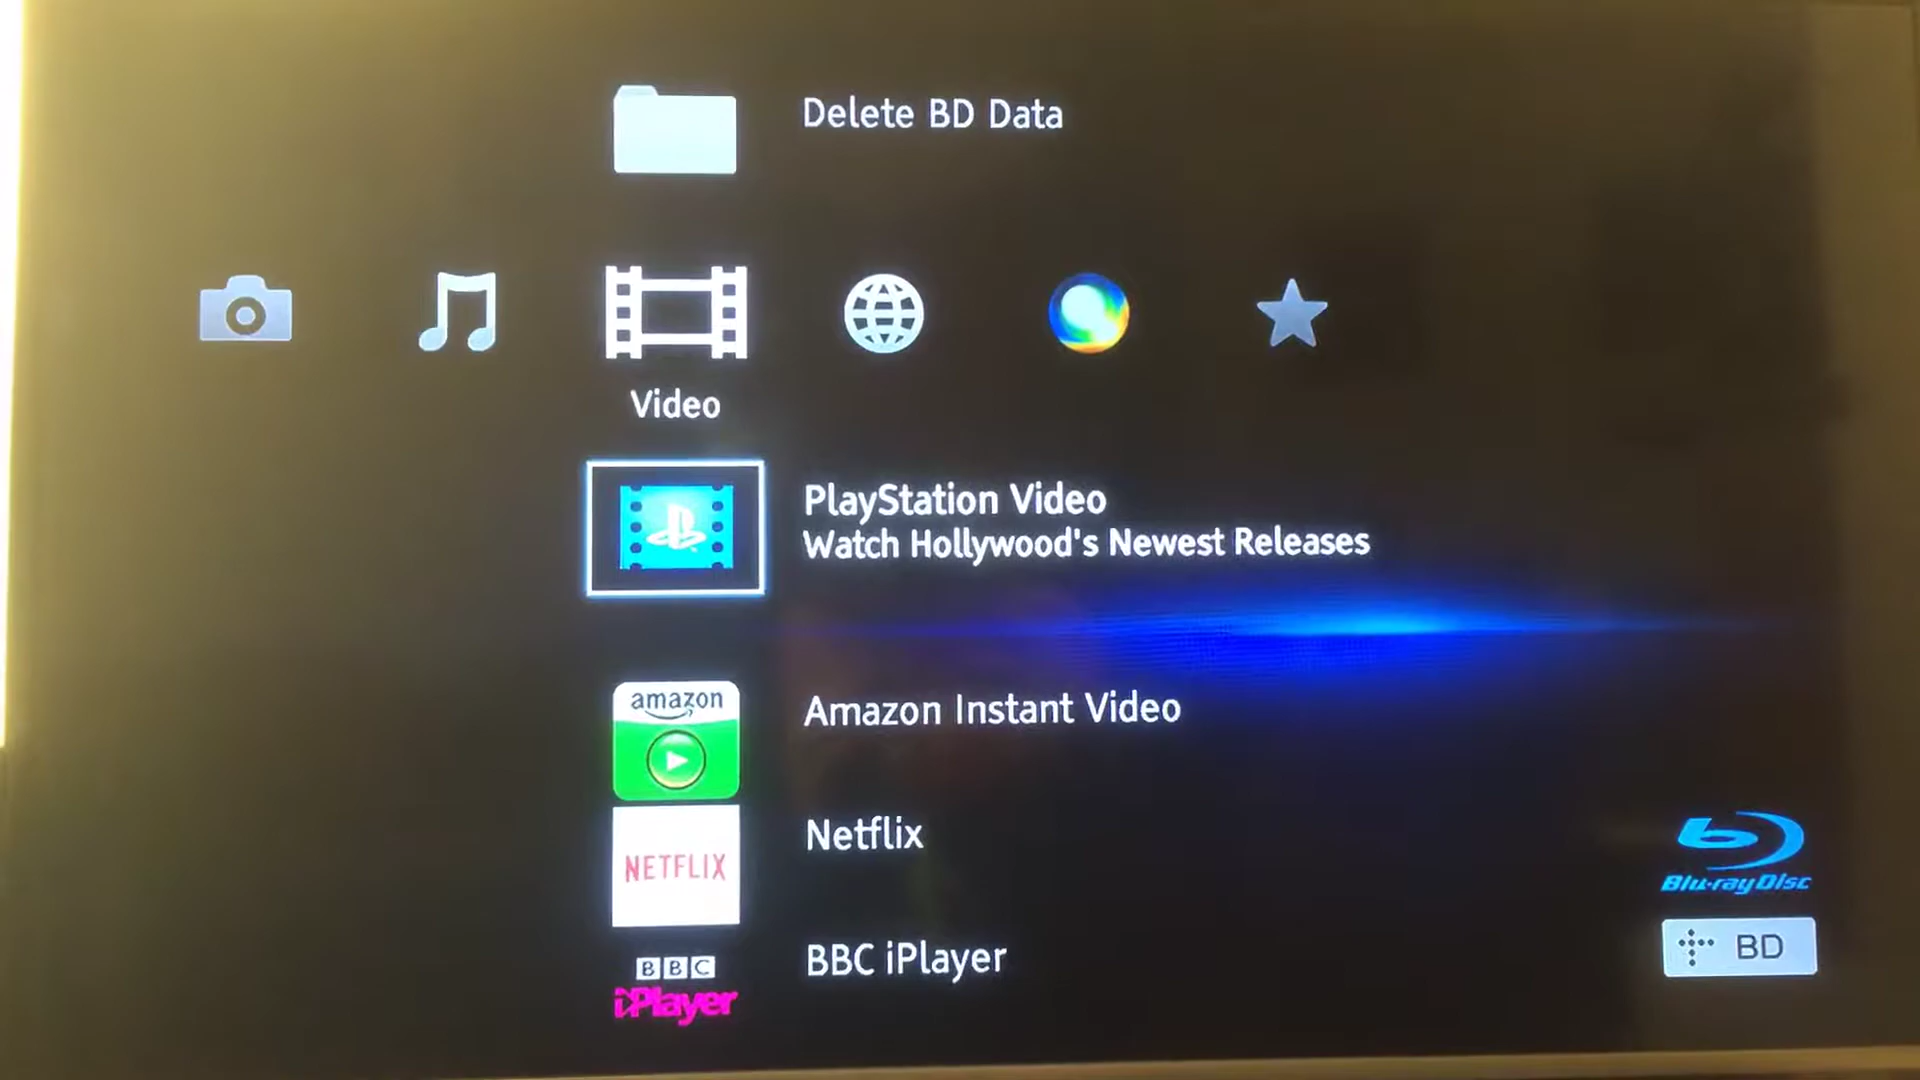 Delete BD Data
Video
PlayStation Video
Watch Hollywood's Newest Releases
amazon
Amazon Instant Video
NETFLIX
Netflix
BBC
iPlayer
BBC iPlayer
Blu-ray Disc
BD